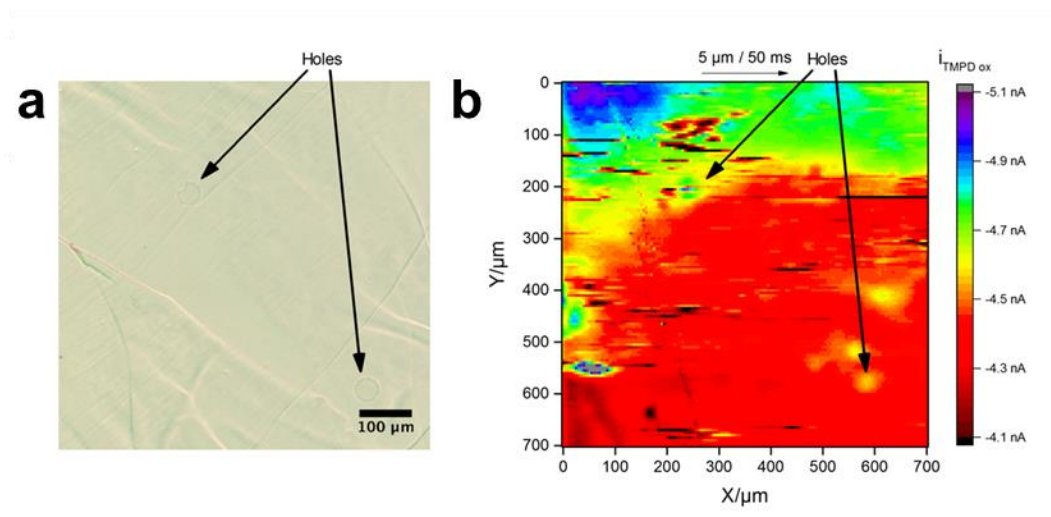 a
Holes
100 µm
b
5 µm / 50 ms
Holes
i TMPD ox
0
100
200
300
400
500
600
700
Y/µm
0 100 200 300 400 500 600 700
X/µm
-5.1 nA
-4.9 nA
-4.7 nA
-4.5 nA
-4.3 nA
-4.1 nA